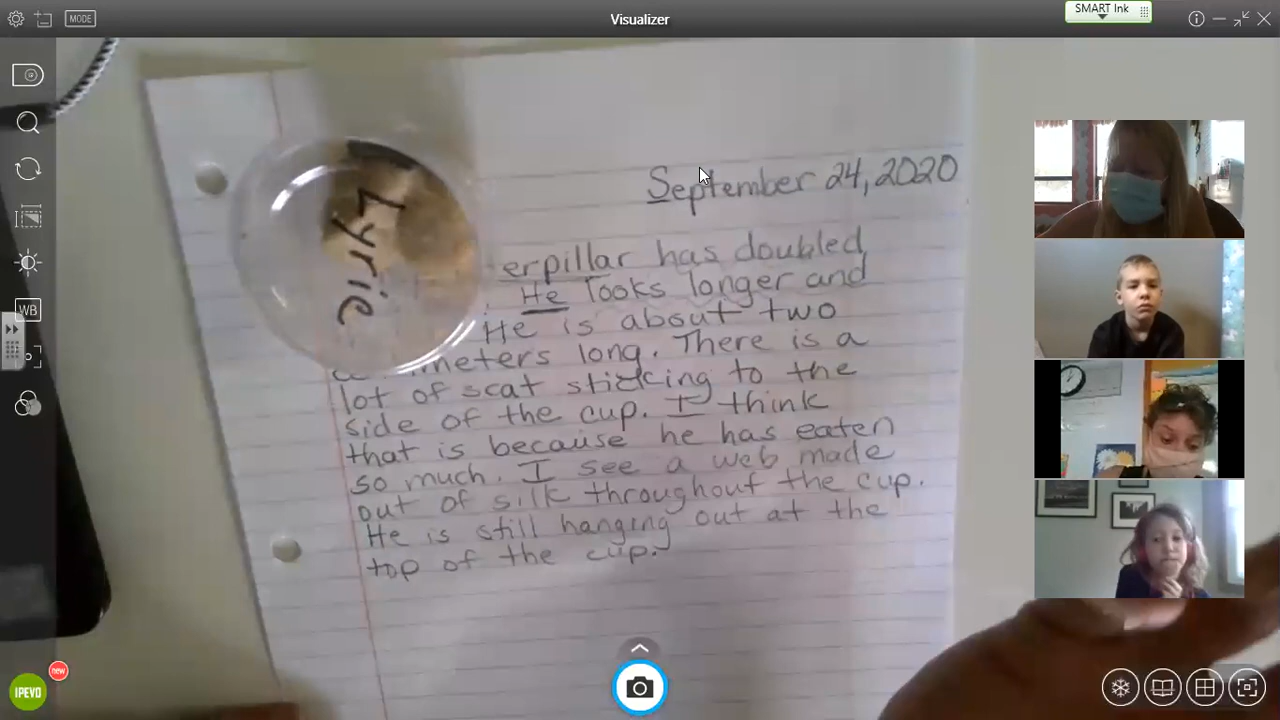 Visualizer
SMART Ink
MODE
WB
September 24, 2020
Lyric
erpillar has doubled
He looks longer and
He is about two
meters long. There is a
lot of scat sticking to the
side of the cup. I think
that is because he has eaten
so much. I see a web made
out of silk throughout the cup.
He is still hanging out at the
top of the cup.
new
IPEVO